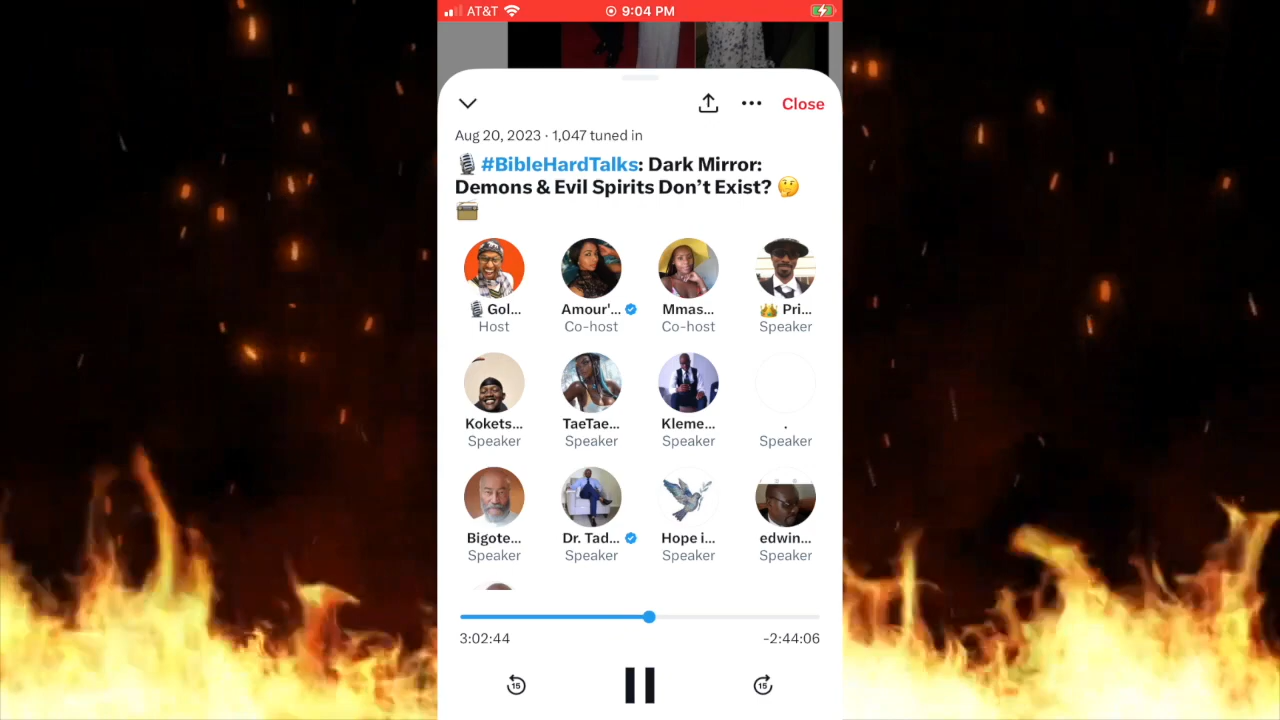 AT&T 9:04 PM
Close
Aug 20, 2023 · 1,047 tuned in
🎙️ #BibleHardTalks: Dark Mirror:
Demons & Evil Spirits Don’t Exist? 🤔
📻
🎙️ Gol... Amour'... Mmas... 👑 Pri...
Host Co-host Co-host Speaker
Kokets... TaeTae... Kleme... .
Speaker Speaker Speaker Speaker
Bigote... Dr. Tad... Hope i... edwin...
Speaker Speaker Speaker Speaker
3:02:44 -2:44:06
15 15